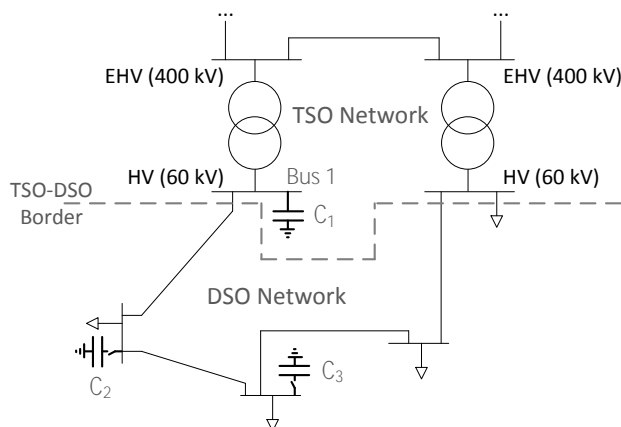 ... ...
EHV (400 kV) EHV (400 kV)
TSO Network
HV (60 kV) Bus 1 HV (60 kV)
TSO-DSO
Border
C₁
DSO Network
C₂
C₃